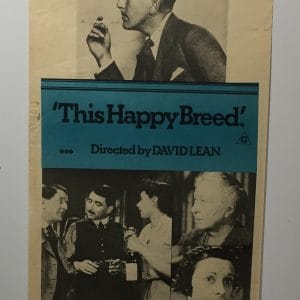 'This Happy Breed'.
G
Directed by DAVID LEAN